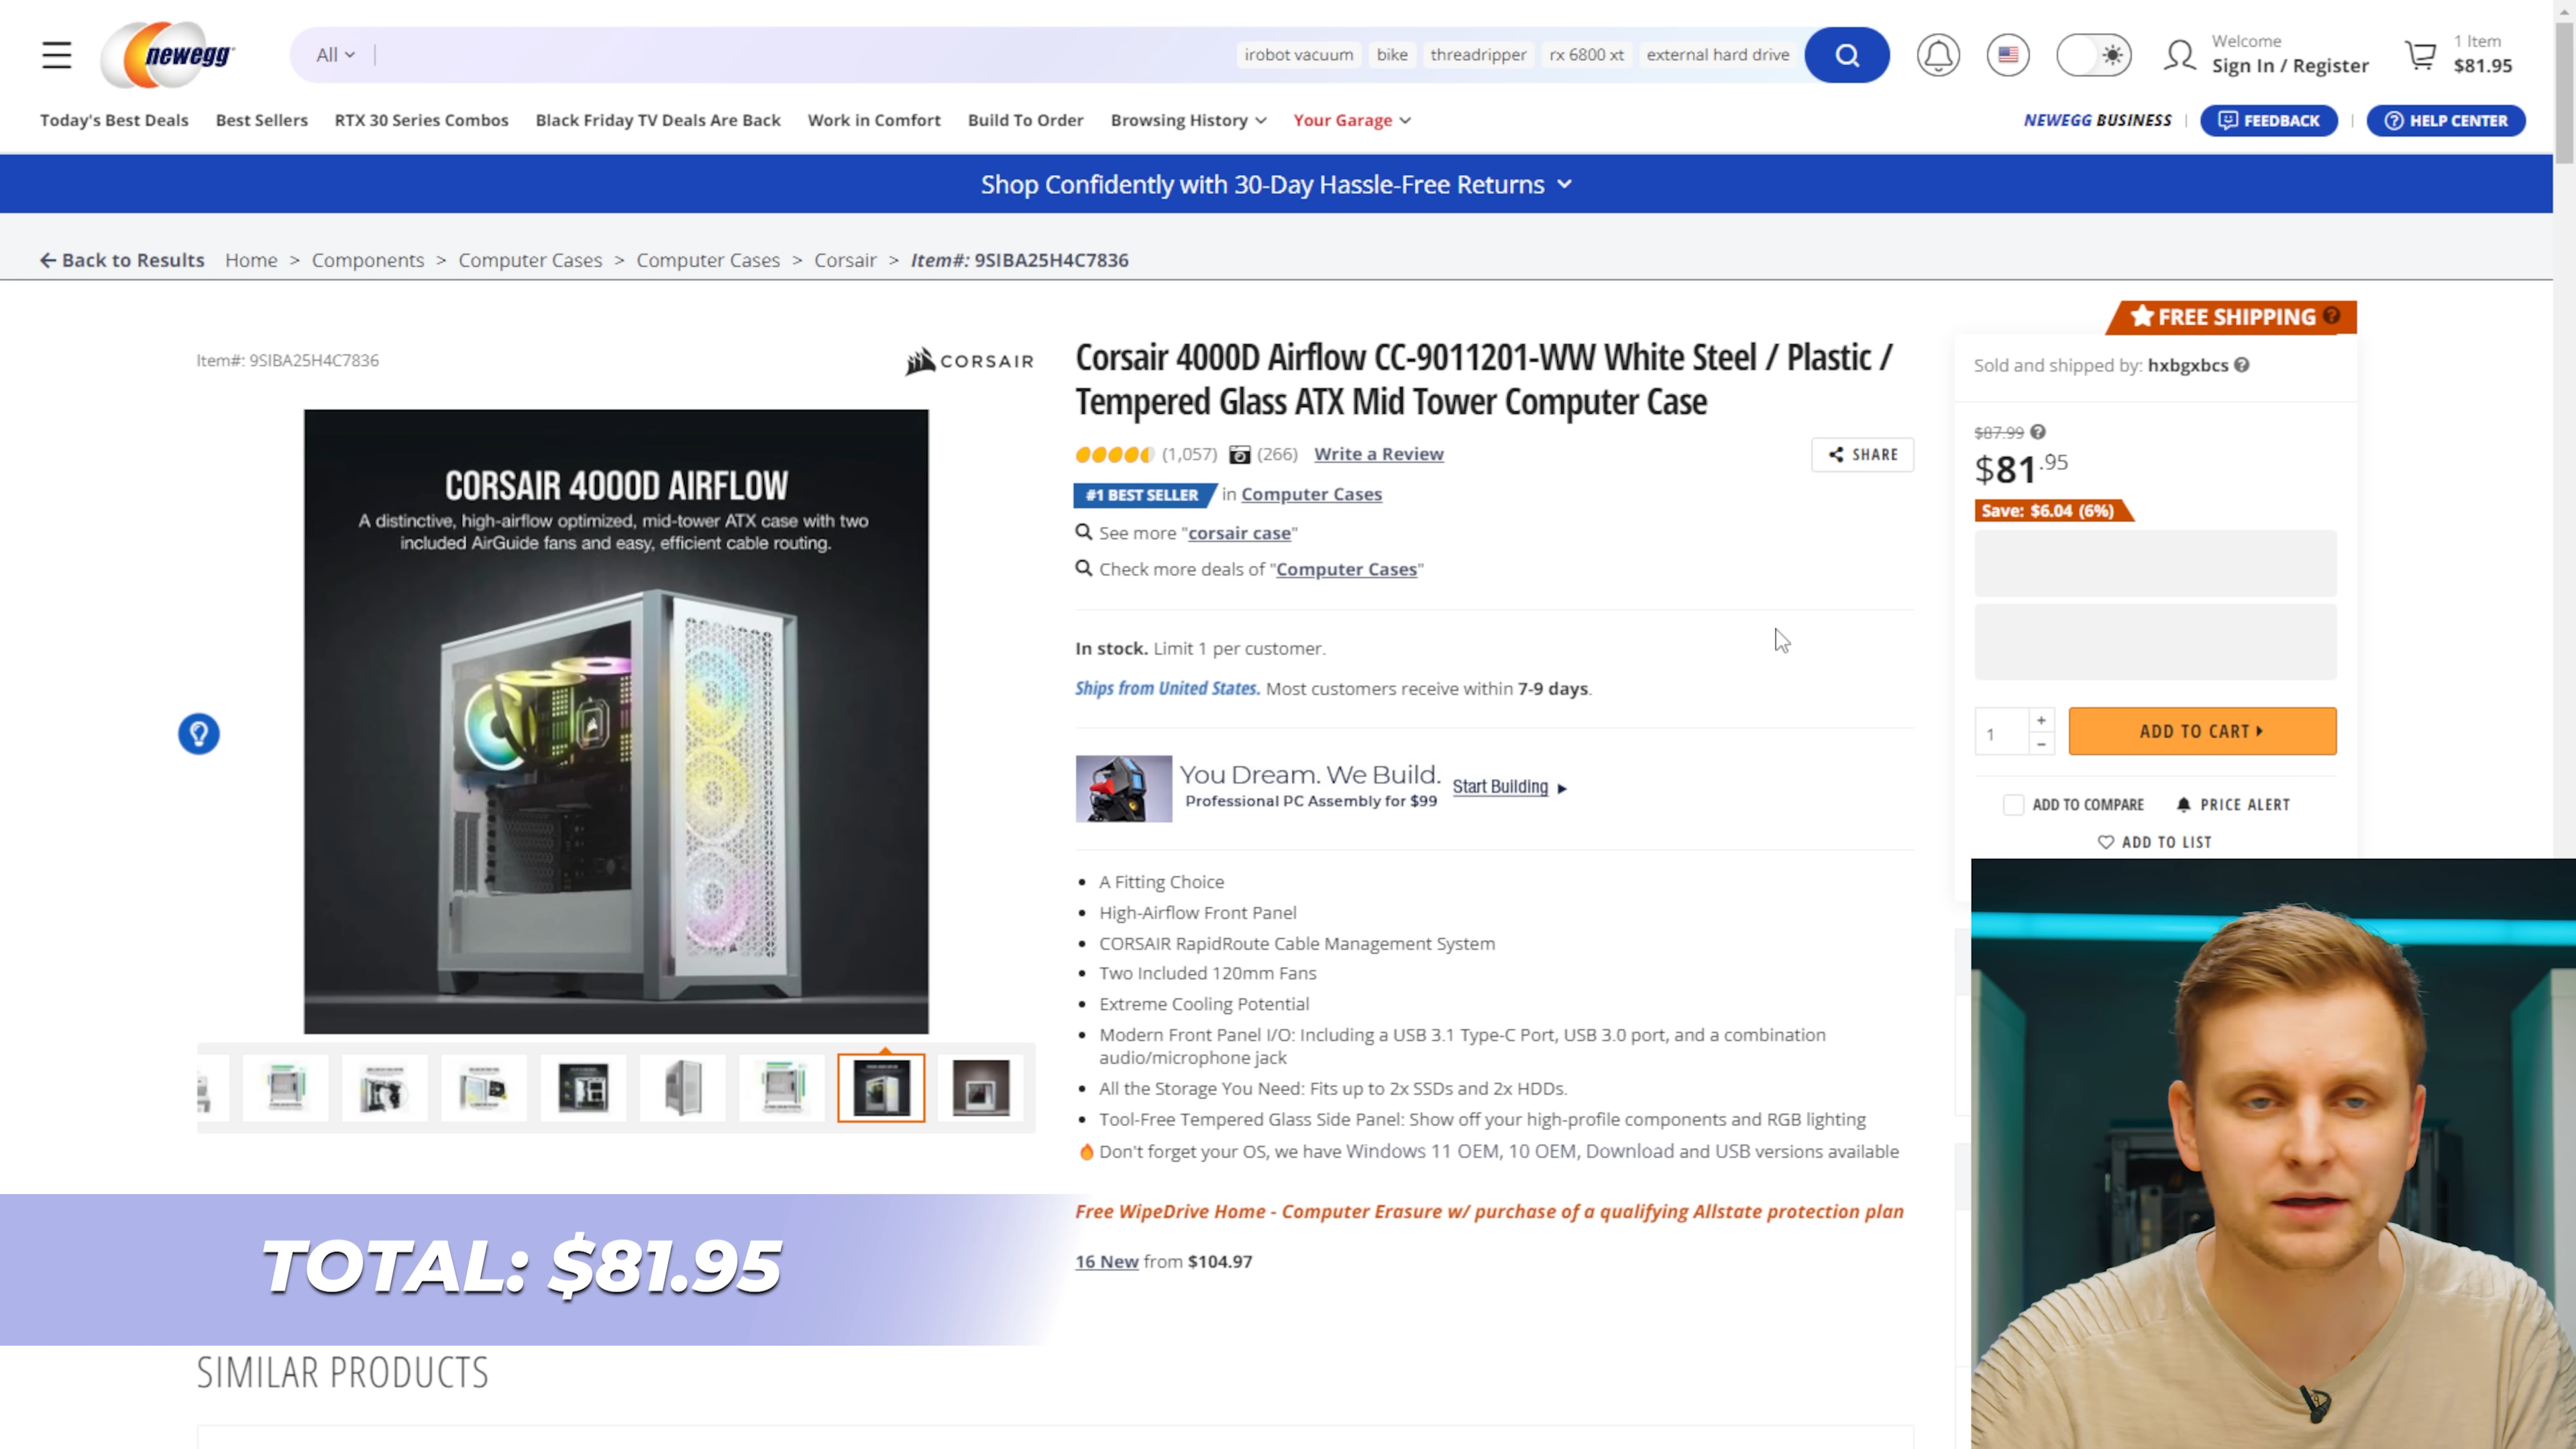 newegg
All
irobot vacuum
bike
threadripper
rx 6800 xt
external hard drive
Welcome
Sign In / Register
1 Item
$81.95
Today's Best Deals
Best Sellers
RTX 30 Series Combos
Black Friday TV Deals Are Back
Work in Comfort
Build To Order
Browsing History
Your Garage
NEWEGG BUSINESS
FEEDBACK
HELP CENTER
Shop Confidently with 30-Day Hassle-Free Returns
Back to Results
Home > Components > Computer Cases > Computer Cases > Corsair > Item#: 9SIBA25H4C7836
Item#: 9SIBA25H4C7836
CORSAIR
CORSAIR 4000D AIRFLOW
A distinctive, high-airflow optimized, mid-tower ATX case with two
included AirGuide fans and easy, efficient cable routing.
Corsair 4000D Airflow CC-9011201-WW White Steel / Plastic /
Tempered Glass ATX Mid Tower Computer Case
(1,057) (266) Write a Review
SHARE
#1 BEST SELLER in Computer Cases
See more "corsair case"
Check more deals of "Computer Cases"
In stock. Limit 1 per customer.
Ships from United States. Most customers receive within 7-9 days.
You Dream. We Build.
Professional PC Assembly for $99
Start Building
• A Fitting Choice
• High-Airflow Front Panel
• CORSAIR RapidRoute Cable Management System
• Two Included 120mm Fans
• Extreme Cooling Potential
• Modern Front Panel I/O: Including a USB 3.1 Type-C Port, USB 3.0 port, and a combination
audio/microphone jack
• All the Storage You Need: Fits up to 2x SSDs and 2x HDDs.
• Tool-Free Tempered Glass Side Panel: Show off your high-profile components and RGB lighting
Don't forget your OS, we have Windows 11 OEM, 10 OEM, Download and USB versions available
Free WipeDrive Home - Computer Erasure w/ purchase of a qualifying Allstate protection plan
16 New from $104.97
FREE SHIPPING ?
Sold and shipped by: hxbgxbcs ?
$87.99 ?
$81.95
Save: $6.04 (6%)
1
+
-
ADD TO CART
ADD TO COMPARE
PRICE ALERT
ADD TO LIST
TOTAL: $81.95
SIMILAR PRODUCTS